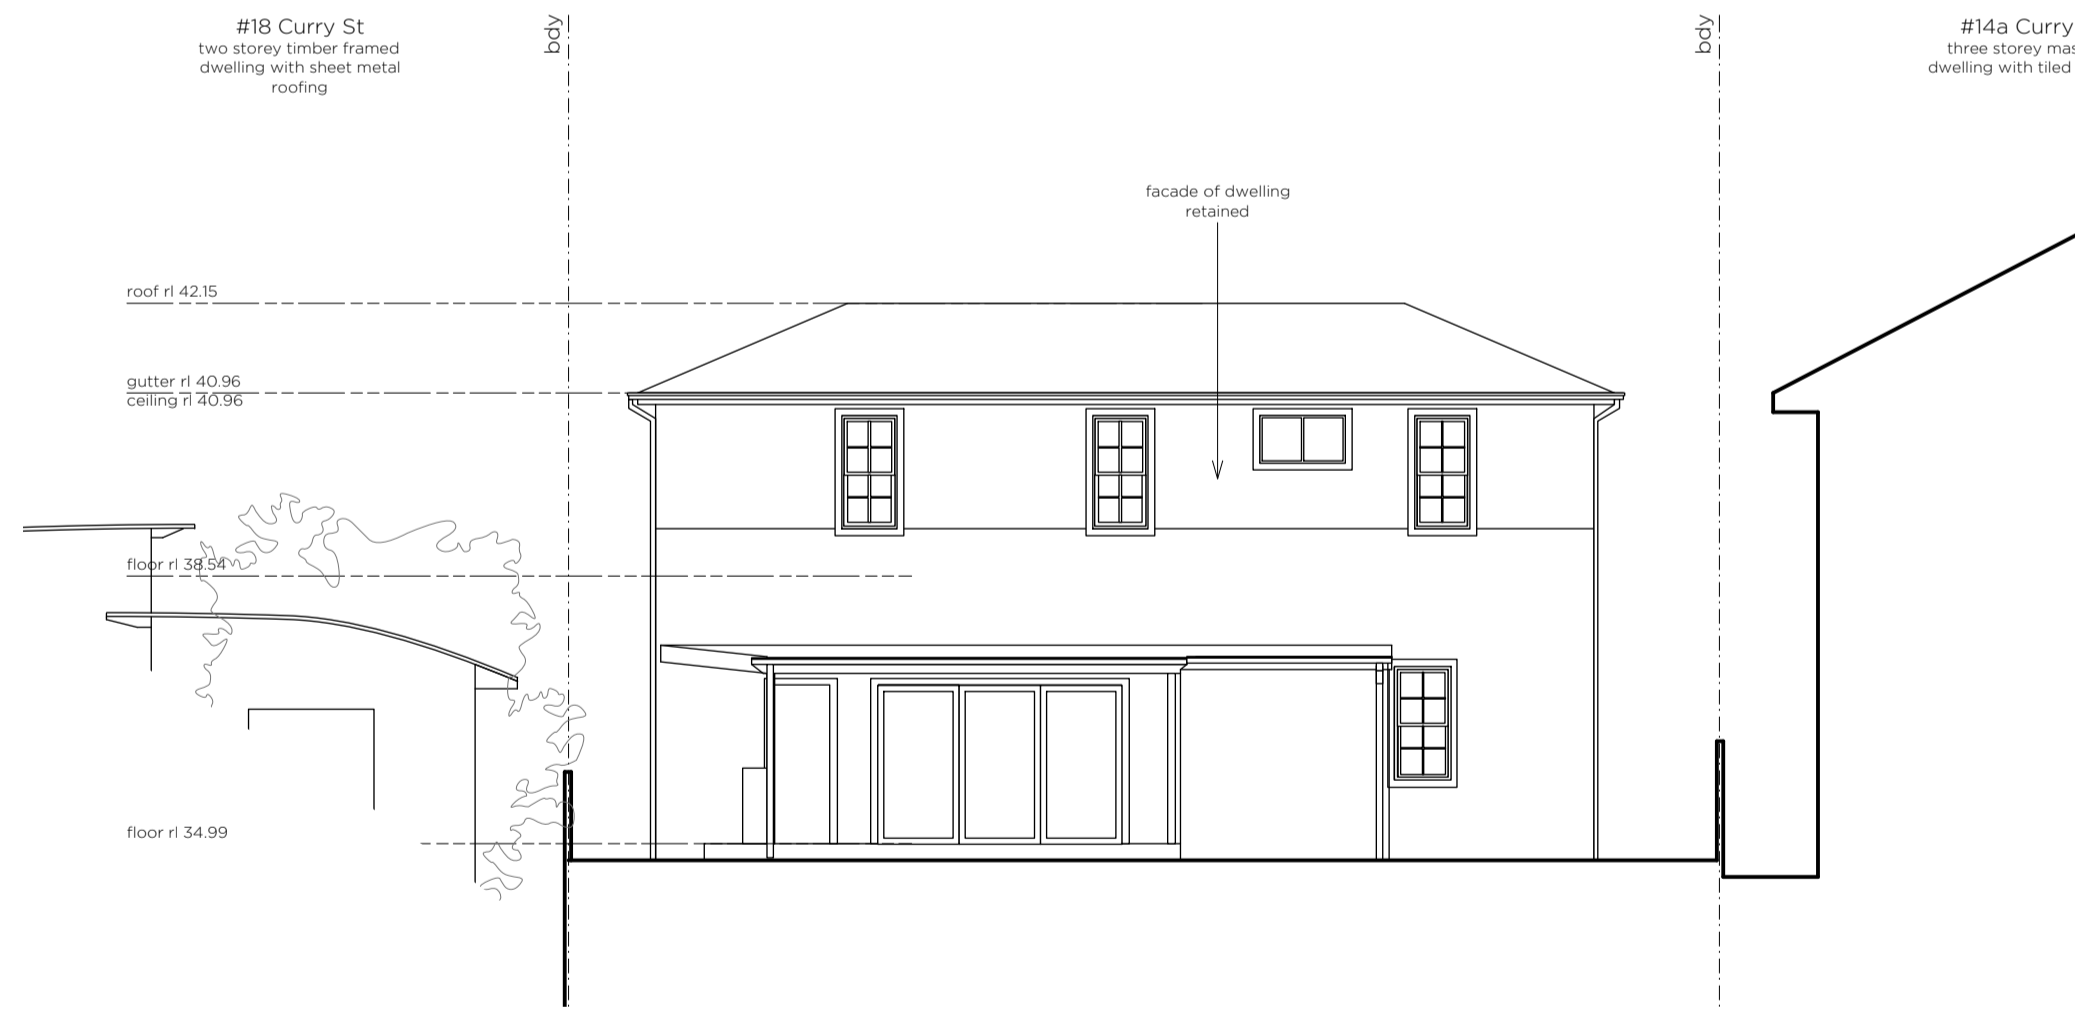 #18 Curry St
two storey timber framed
dwelling with sheet metal
roofing
bdy
bdy
#14a Curry
three storey mas
dwelling with tiled
facade of dwelling
retained
roof rl 42.15
gutter rl 40.96
ceiling rl 40.96
floor rl 38.54
floor rl 34.99